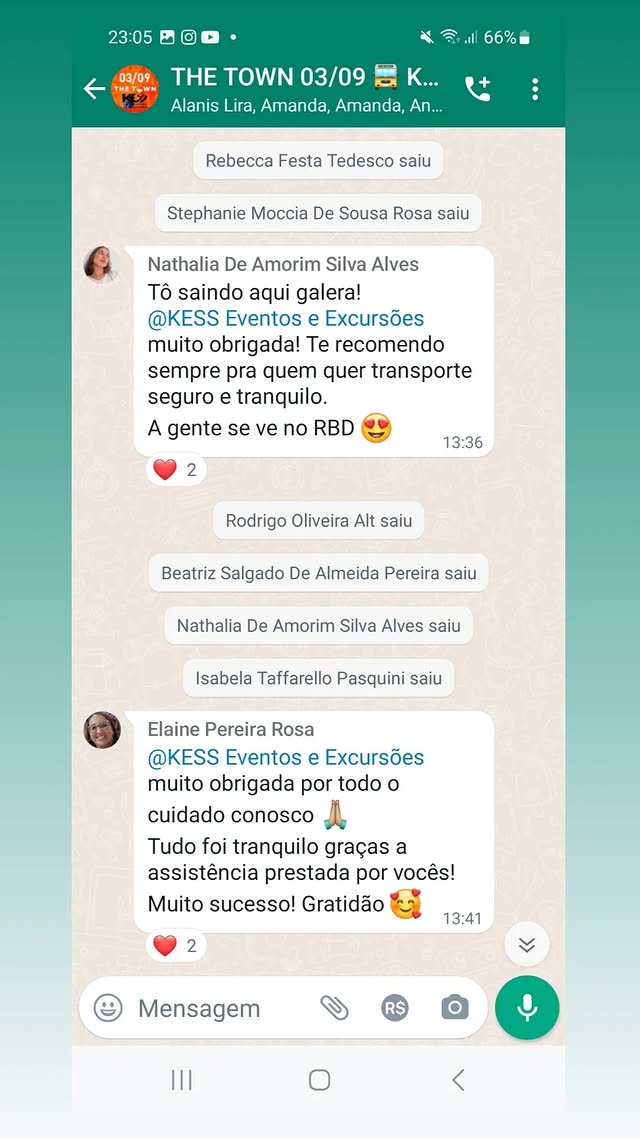 23:05
66%
03/09
THE TOWN
KESS
THE TOWN 03/09 🚎 K...
Alanis Lira, Amanda, Amanda, An...
Rebecca Festa Tedesco saiu
Stephanie Moccia De Sousa Rosa saiu
Nathalia De Amorim Silva Alves
Tô saindo aqui galera!
@KESS Eventos e Excursões
muito obrigada! Te recomendo
sempre pra quem quer transporte
seguro e tranquilo.
A gente se ve no RBD 😍
13:36
❤️ 2
Rodrigo Oliveira Alt saiu
Beatriz Salgado De Almeida Pereira saiu
Nathalia De Amorim Silva Alves saiu
Isabela Taffarello Pasquini saiu
Elaine Pereira Rosa
@KESS Eventos e Excursões
muito obrigada por todo o
cuidado conosco 🙏🏼
Tudo foi tranquilo graças a
assistência prestada por vocês!
Muito sucesso! Gratidão 🥰
13:41
❤️ 2
Mensagem
R$